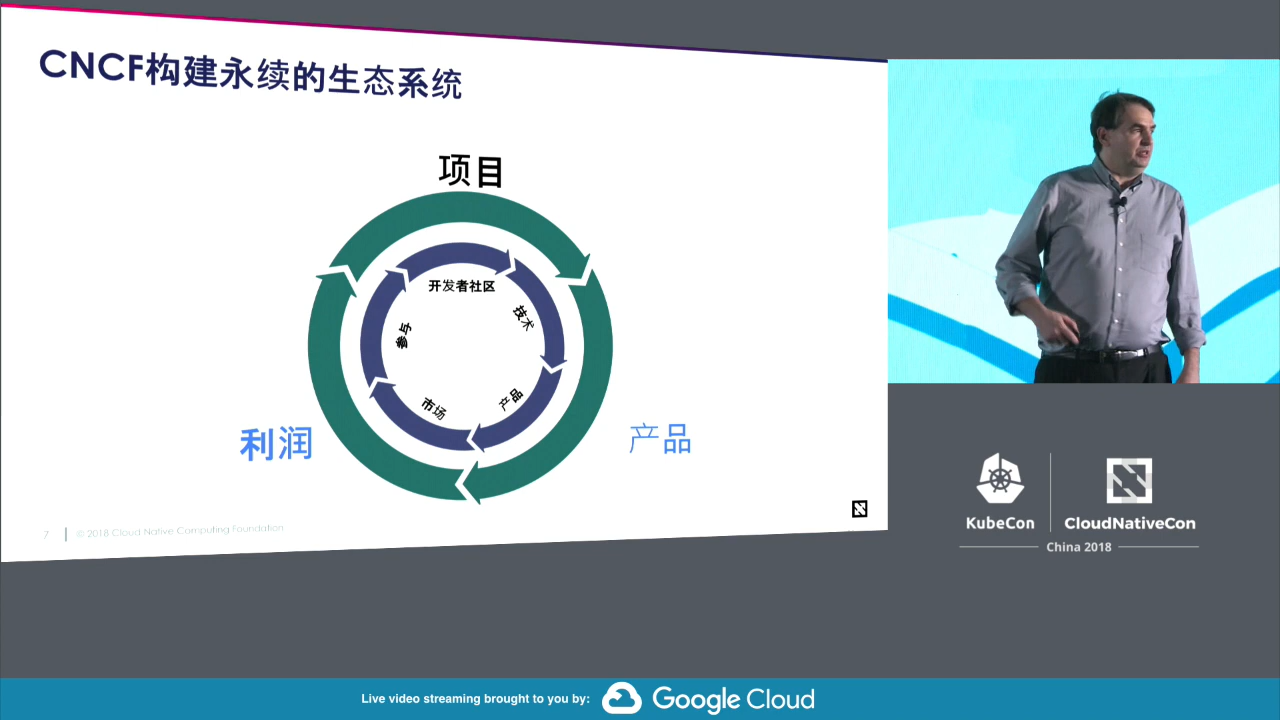 CNCF构建永续的生态系统
项目
开发者社区
技术
参与
产品
市场
利润
产品
7 © 2018 Cloud Native Computing Foundation
KubeCon
CloudNativeCon
China 2018
Live video streaming brought to you by: Google Cloud